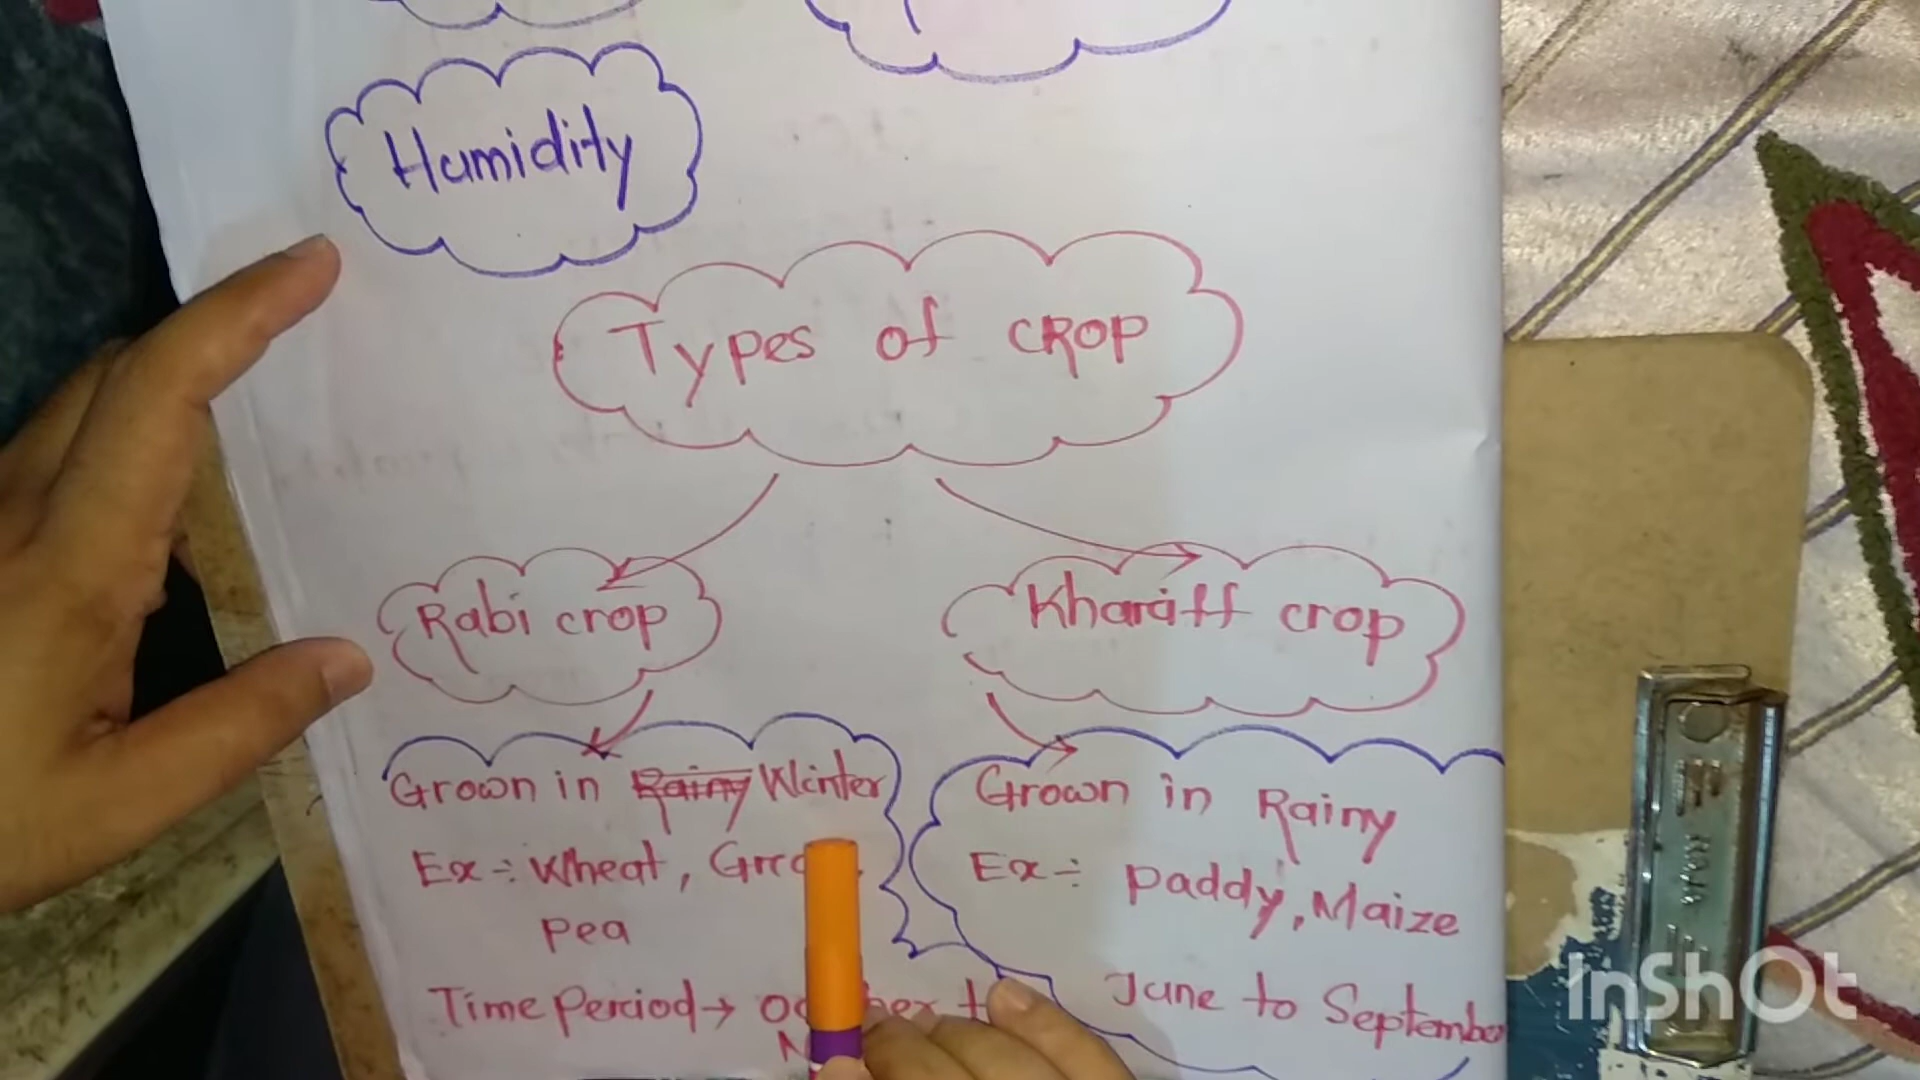 Humidity
Types of CROP
Rabi crop
Khariff crop
Grown in Rainy Winter
Ex÷ Wheat,
Pea
Time Period →
Grown in Rainy
Ex÷ Paddy, Maize
June to September
InShOt